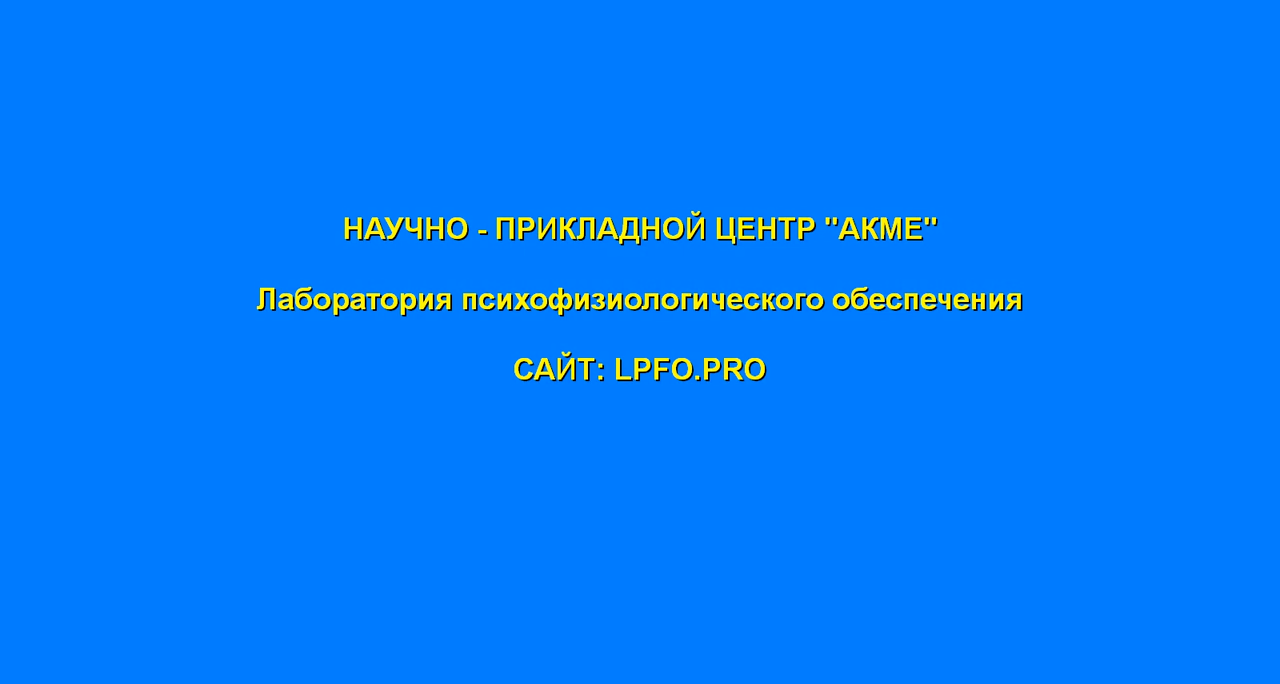 НАУЧНО - ПРИКЛАДНОЙ ЦЕНТР "АКМЕ"
Лаборатория психофизиологического обеспечения
САЙТ: LPFO.PRO